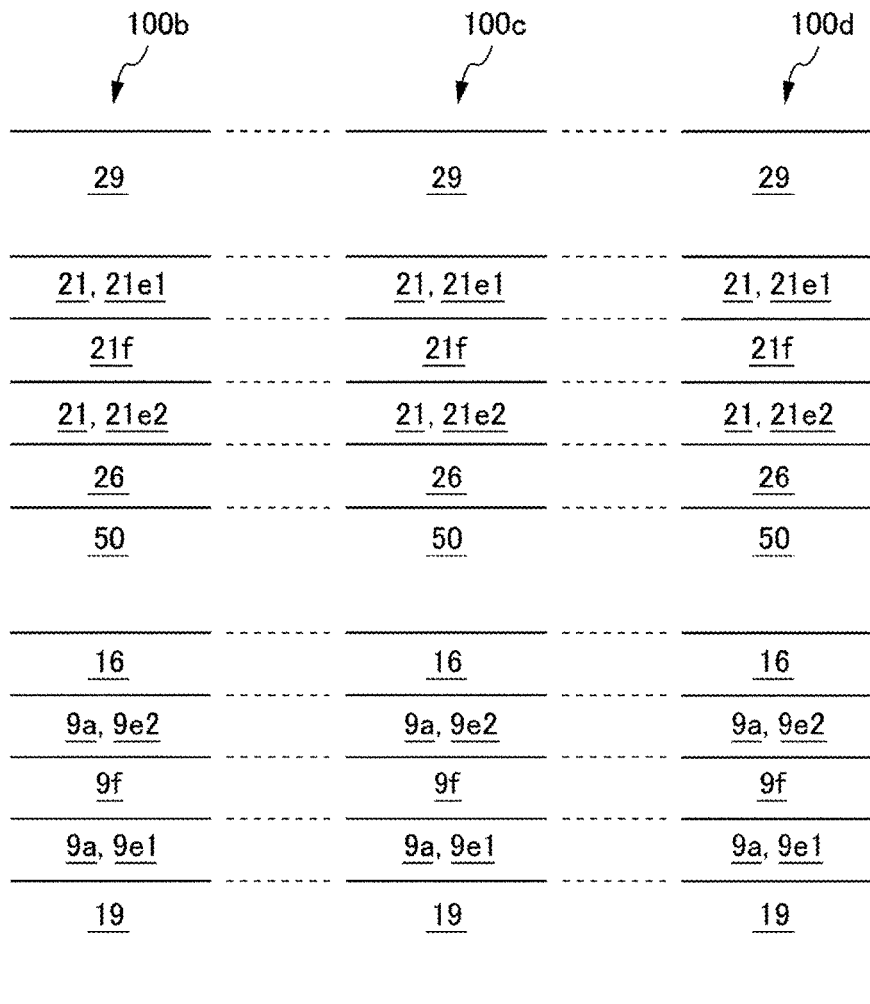 100b 100c 100d
29 29 29
21, 21e1 21, 21e1 21, 21e1
21f 21f 21f
21, 21e2 21, 21e2 21, 21e2
26 26 26
50 50 50
16 16 16
9a, 9e2 9a, 9e2 9a, 9e2
9f 9f 9f
9a, 9e1 9a, 9e1 9a, 9e1
19 19 19